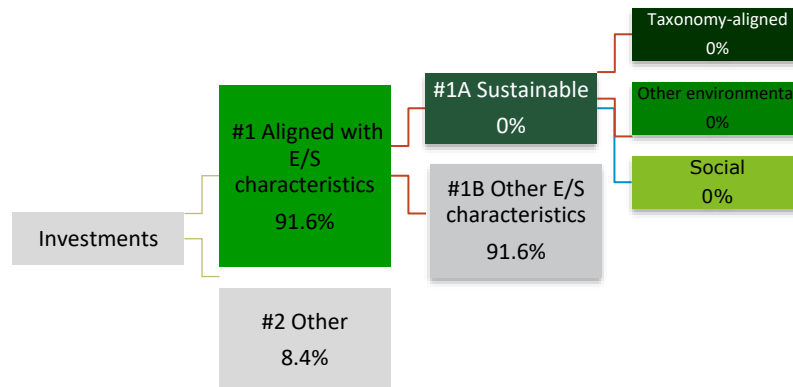 Investments
#1 Aligned with
E/S
characteristics
91.6%
#2 Other
8.4%
#1A Sustainable
0%
#1B Other E/S
characteristics
91.6%
Taxonomy-aligned
0%
Other environmenta
0%
Social
0%